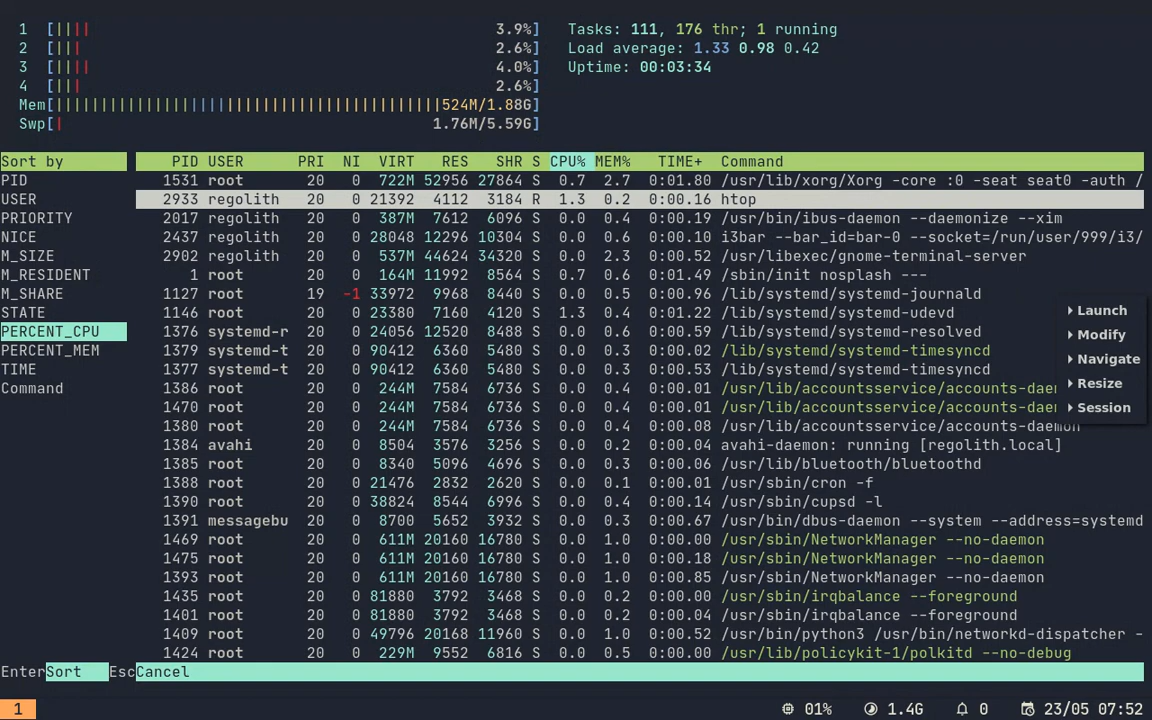 1 [|||| 3.9%] Tasks: 111, 176 thr; 1 running
2 [||| 2.6%] Load average: 1.33 0.98 0.42
3 [|||| 4.0%] Uptime: 00:03:34
4 [||| 2.6%]
Mem[||||||||||||||||||||||||||||||||||||||||||||524M/1.88G]
Swp[| 1.76M/5.59G]
Sort by PID USER PRI NI VIRT RES SHR S CPU% MEM% TIME+ Command
PID 1531 root 20 0 722M 52956 27864 S 0.7 2.7 0:01.80 /usr/lib/xorg/Xorg -core :0 -seat seat0 -auth /
USER 2933 regolith 20 0 21392 4112 3184 R 1.3 0.2 0:00.16 htop
PRIORITY 2017 regolith 20 0 387M 7612 6096 S 0.0 0.4 0:00.19 /usr/bin/ibus-daemon --daemonize --xim
NICE 2437 regolith 20 0 28048 12296 10304 S 0.0 0.6 0:00.10 i3bar --bar_id=bar-0 --socket=/run/user/999/i3/
M_SIZE 2902 regolith 20 0 537M 44624 34320 S 0.0 2.3 0:00.52 /usr/libexec/gnome-terminal-server
M_RESIDENT 1 root 20 0 164M 11992 8564 S 0.7 0.6 0:01.49 /sbin/init nosplash ---
M_SHARE 1127 root 19 -1 33972 9968 8440 S 0.0 0.5 0:00.96 /lib/systemd/systemd-journald
STATE 1146 root 20 0 23380 7160 4120 S 1.3 0.4 0:01.22 /lib/systemd/systemd-udevd
PERCENT_CPU 1376 systemd-r 20 0 24056 12520 8488 S 0.0 0.6 0:00.59 /lib/systemd/systemd-resolved
PERCENT_MEM 1379 systemd-t 20 0 90412 6360 5480 S 0.0 0.3 0:00.02 /lib/systemd/systemd-timesyncd
TIME 1377 systemd-t 20 0 90412 6360 5480 S 0.0 0.3 0:00.53 /lib/systemd/systemd-timesyncd
Command 1386 root 20 0 244M 7584 6736 S 0.0 0.4 0:00.01 /usr/lib/accountsservice/accounts-daem
1470 root 20 0 244M 7584 6736 S 0.0 0.4 0:00.01 /usr/lib/accountsservice/accounts-daem
1380 root 20 0 244M 7584 6736 S 0.0 0.4 0:00.08 /usr/lib/accountsservice/accounts-daemon
1384 avahi 20 0 8504 3576 3256 S 0.0 0.2 0:00.04 avahi-daemon: running [regolith.local]
1385 root 20 0 8340 5096 4696 S 0.0 0.3 0:00.06 /usr/lib/bluetooth/bluetoothd
1388 root 20 0 21476 2832 2620 S 0.0 0.1 0:00.01 /usr/sbin/cron -f
1390 root 20 0 38824 8544 6996 S 0.0 0.4 0:00.14 /usr/sbin/cupsd -l
1391 messagebu 20 0 8700 5652 3932 S 0.0 0.3 0:00.67 /usr/bin/dbus-daemon --system --address=systemd
1469 root 20 0 611M 20160 16780 S 0.0 1.0 0:00.00 /usr/sbin/NetworkManager --no-daemon
1475 root 20 0 611M 20160 16780 S 0.0 1.0 0:00.18 /usr/sbin/NetworkManager --no-daemon
1393 root 20 0 611M 20160 16780 S 0.0 1.0 0:00.85 /usr/sbin/NetworkManager --no-daemon
1435 root 20 0 81880 3792 3468 S 0.0 0.2 0:00.00 /usr/sbin/irqbalance --foreground
1401 root 20 0 81880 3792 3468 S 0.0 0.2 0:00.04 /usr/sbin/irqbalance --foreground
1409 root 20 0 49796 20168 11960 S 0.0 1.0 0:00.52 /usr/bin/python3 /usr/bin/networkd-dispatcher -
1424 root 20 0 229M 9552 6816 S 0.0 0.5 0:00.00 /usr/lib/policykit-1/polkitd --no-debug
EnterSort EscCancel
Launch
Modify
Navigate
Resize
Session
1 01% 1.4G 0 23/05 07:52